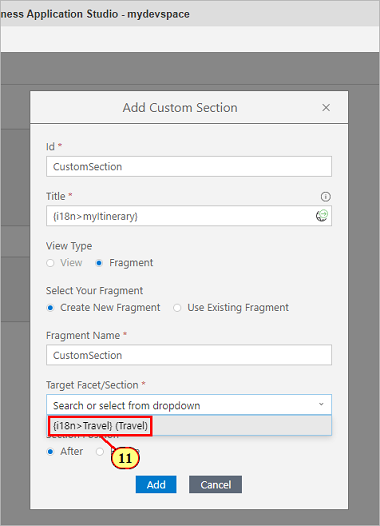 ness Application Studio - mydevspace
Add Custom Section
Id *
CustomSection
Title *
{i18n>myItinerary}
View Type
View Fragment
Select Your Fragment
Create New Fragment Use Existing Fragment
Fragment Name *
CustomSection
Target Facet/Section *
Search or select from dropdown
{i18n>Travel} (Travel)
After
11
Add Cancel